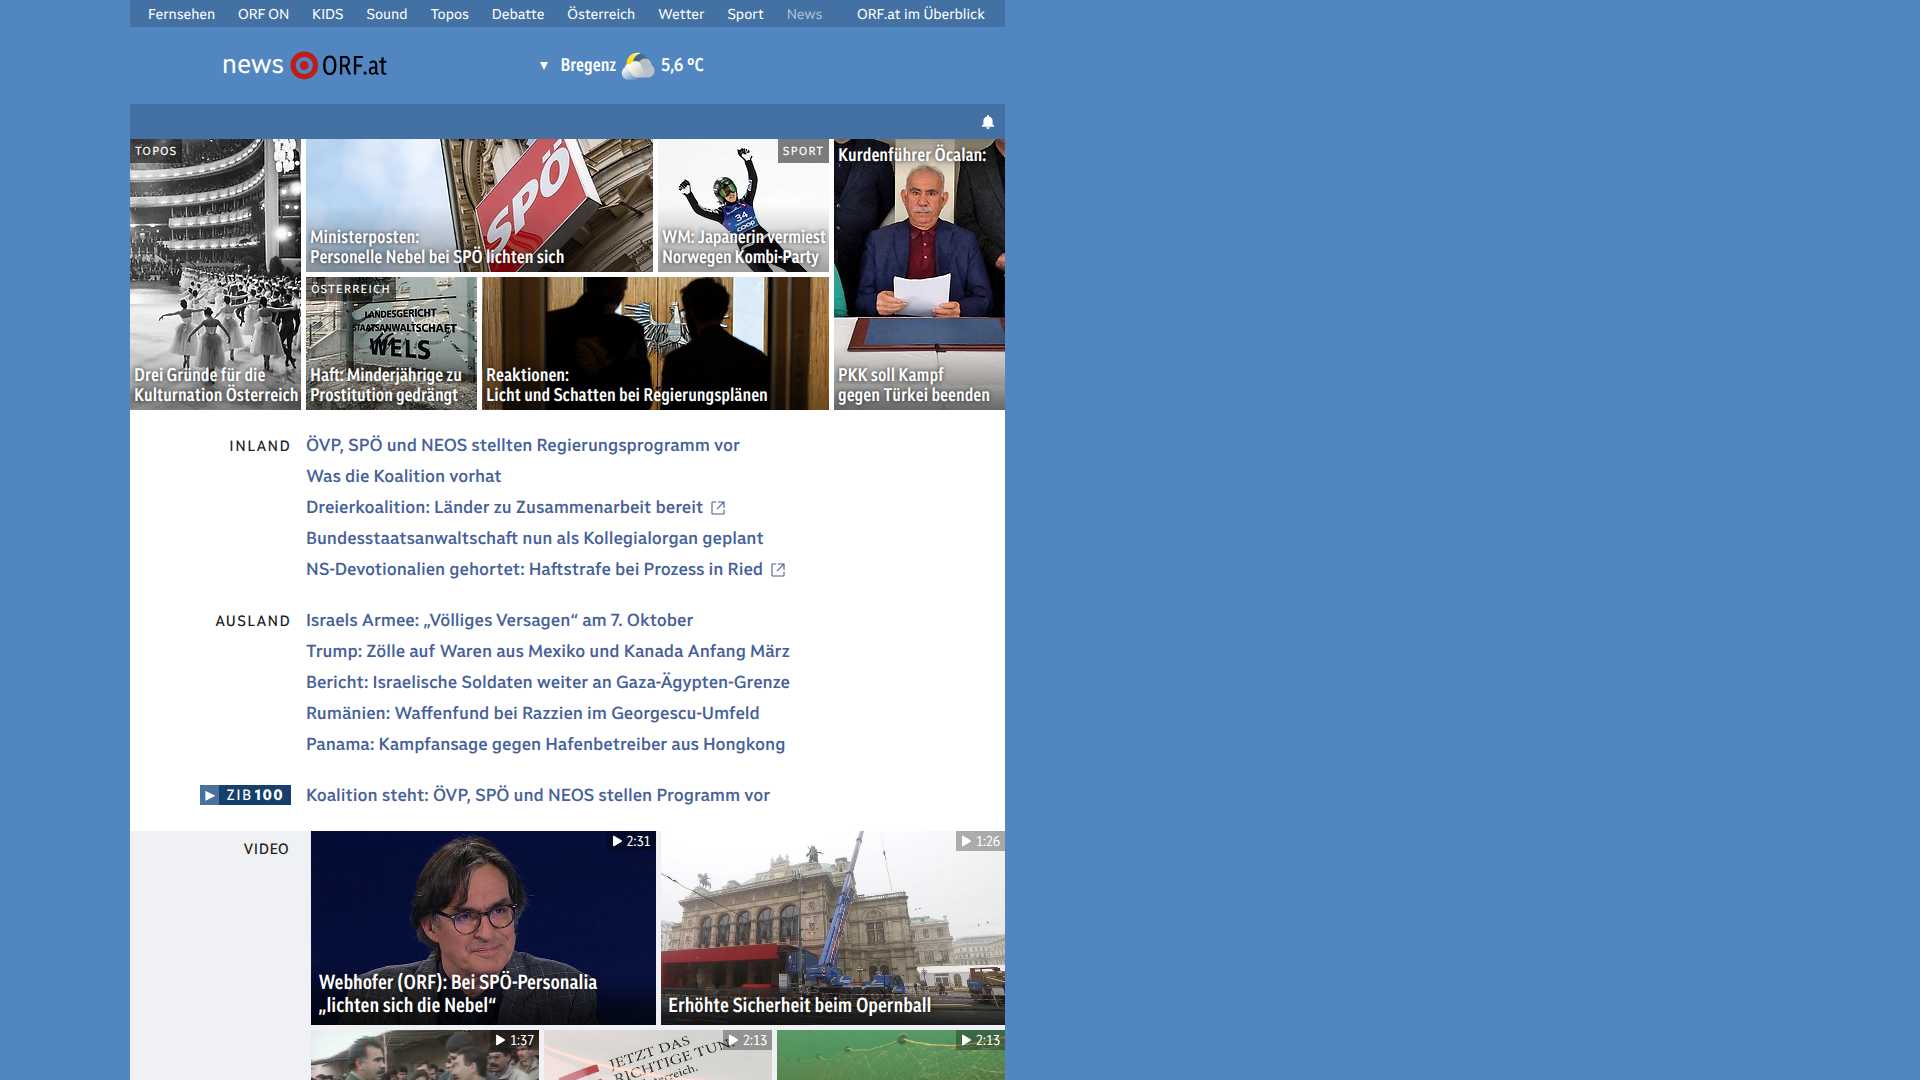 Fernsehen ORF ON KIDS Sound Topos Debatte Österreich Wetter Sport News ORF.at im Überblick
news ORF.at
Bregenz 5,6 °C
TOPOS
Drei Gründe für die
Kulturnation Österreich
SPÖ
Ministerposten:
Personelle Nebel bei SPÖ lichten sich
SPORT
34
coop
WM: Japanerin vermiest
Norwegen Kombi-Party
Kurdenführer Öcalan:
PKK soll Kampf
gegen Türkei beenden
ÖSTERREICH
LANDESGERICHT
STAATSANWALTSCHAFT
WELS
Haft: Minderjährige zu
Prostitution gedrängt
Reaktionen:
Licht und Schatten bei Regierungsplänen
INLAND
ÖVP, SPÖ und NEOS stellten Regierungsprogramm vor
Was die Koalition vorhat
Dreierkoalition: Länder zu Zusammenarbeit bereit
Bundesstaatsanwaltschaft nun als Kollegialorgan geplant
NS-Devotionalien gehortet: Haftstrafe bei Prozess in Ried
AUSLAND
Israels Armee: „Völliges Versagen“ am 7. Oktober
Trump: Zölle auf Waren aus Mexiko und Kanada Anfang März
Bericht: Israelische Soldaten weiter an Gaza-Ägypten-Grenze
Rumänien: Waffenfund bei Razzien im Georgescu-Umfeld
Panama: Kampfansage gegen Hafenbetreiber aus Hongkong
ZIB100
Koalition steht: ÖVP, SPÖ und NEOS stellen Programm vor
VIDEO
2:31
Webhofer (ORF): Bei SPÖ-Personalia
„lichten sich die Nebel“
1:26
Erhöhte Sicherheit beim Opernball
1:37
2:13
JETZT DAS
RICHTIGE TUN.
2:13